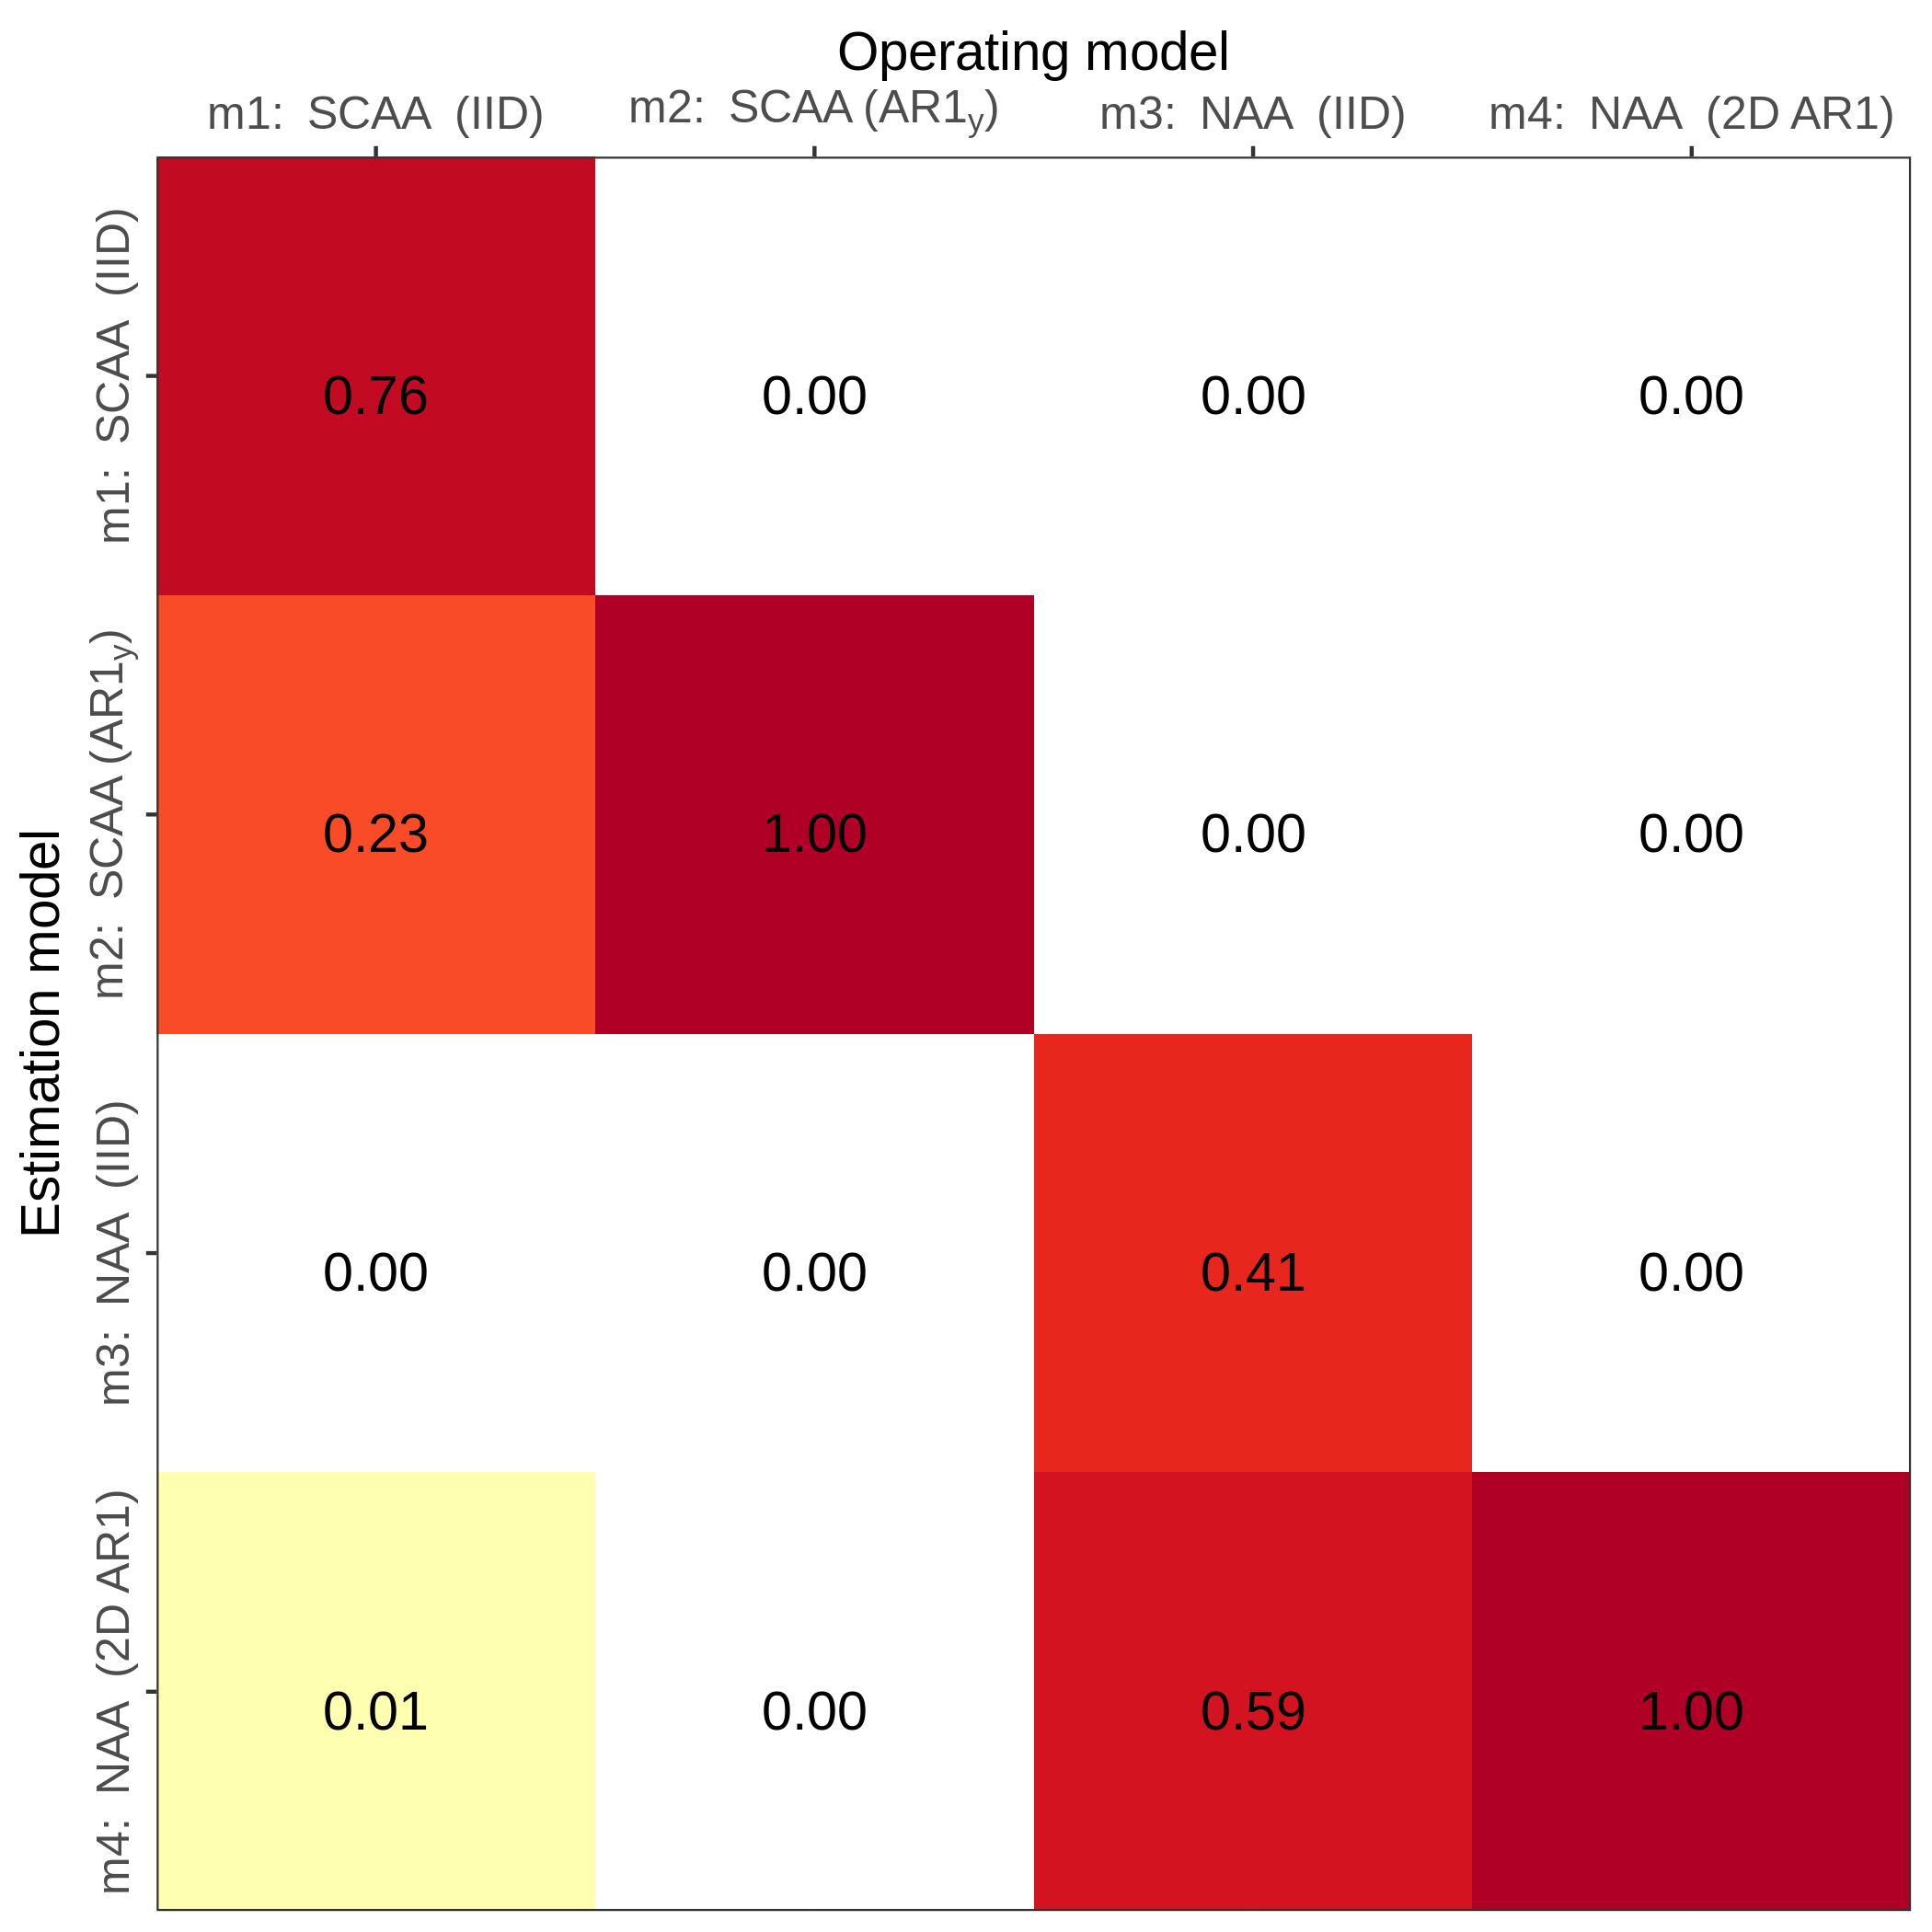 Operating model
m1: SCAA (IID) m2: SCAA (AR1y) m3: NAA (IID) m4: NAA (2D AR1)
Estimation model
m1: SCAA (IID)
0.76 0.00 0.00 0.00
m2: SCAA (AR1y)
0.23 1.00 0.00 0.00
m3: NAA (IID)
0.00 0.00 0.41 0.00
m4: NAA (2D AR1)
0.01 0.00 0.59 1.00